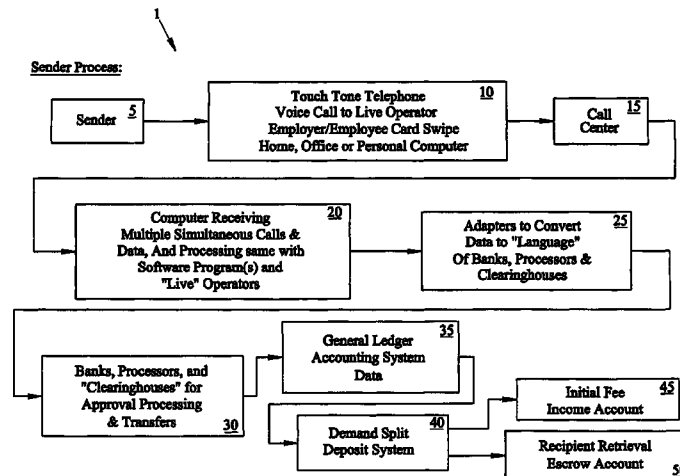 1
Sender Process:
5
Sender
10
Touch Tone Telephone
Voice Call to Live Operator
Employer/Employee Card Swipe
Home, Office or Personal Computer
15
Call
Center
20
Computer Receiving
Multiple Simultaneous Calls &
Data, And Processing same with
Software Program(s) and
"Live" Operators
25
Adapters to Convert
Data to "Language"
Of Banks, Processors &
Clearinghouses
Banks, Processors, and
"Clearinghouses" for
Approval Processing
& Transfers
30
35
General Ledger
Accounting System
Data
40
Demand Split
Deposit System
45
Initial Fee
Income Account
Recipient Retrieval
Escrow Account